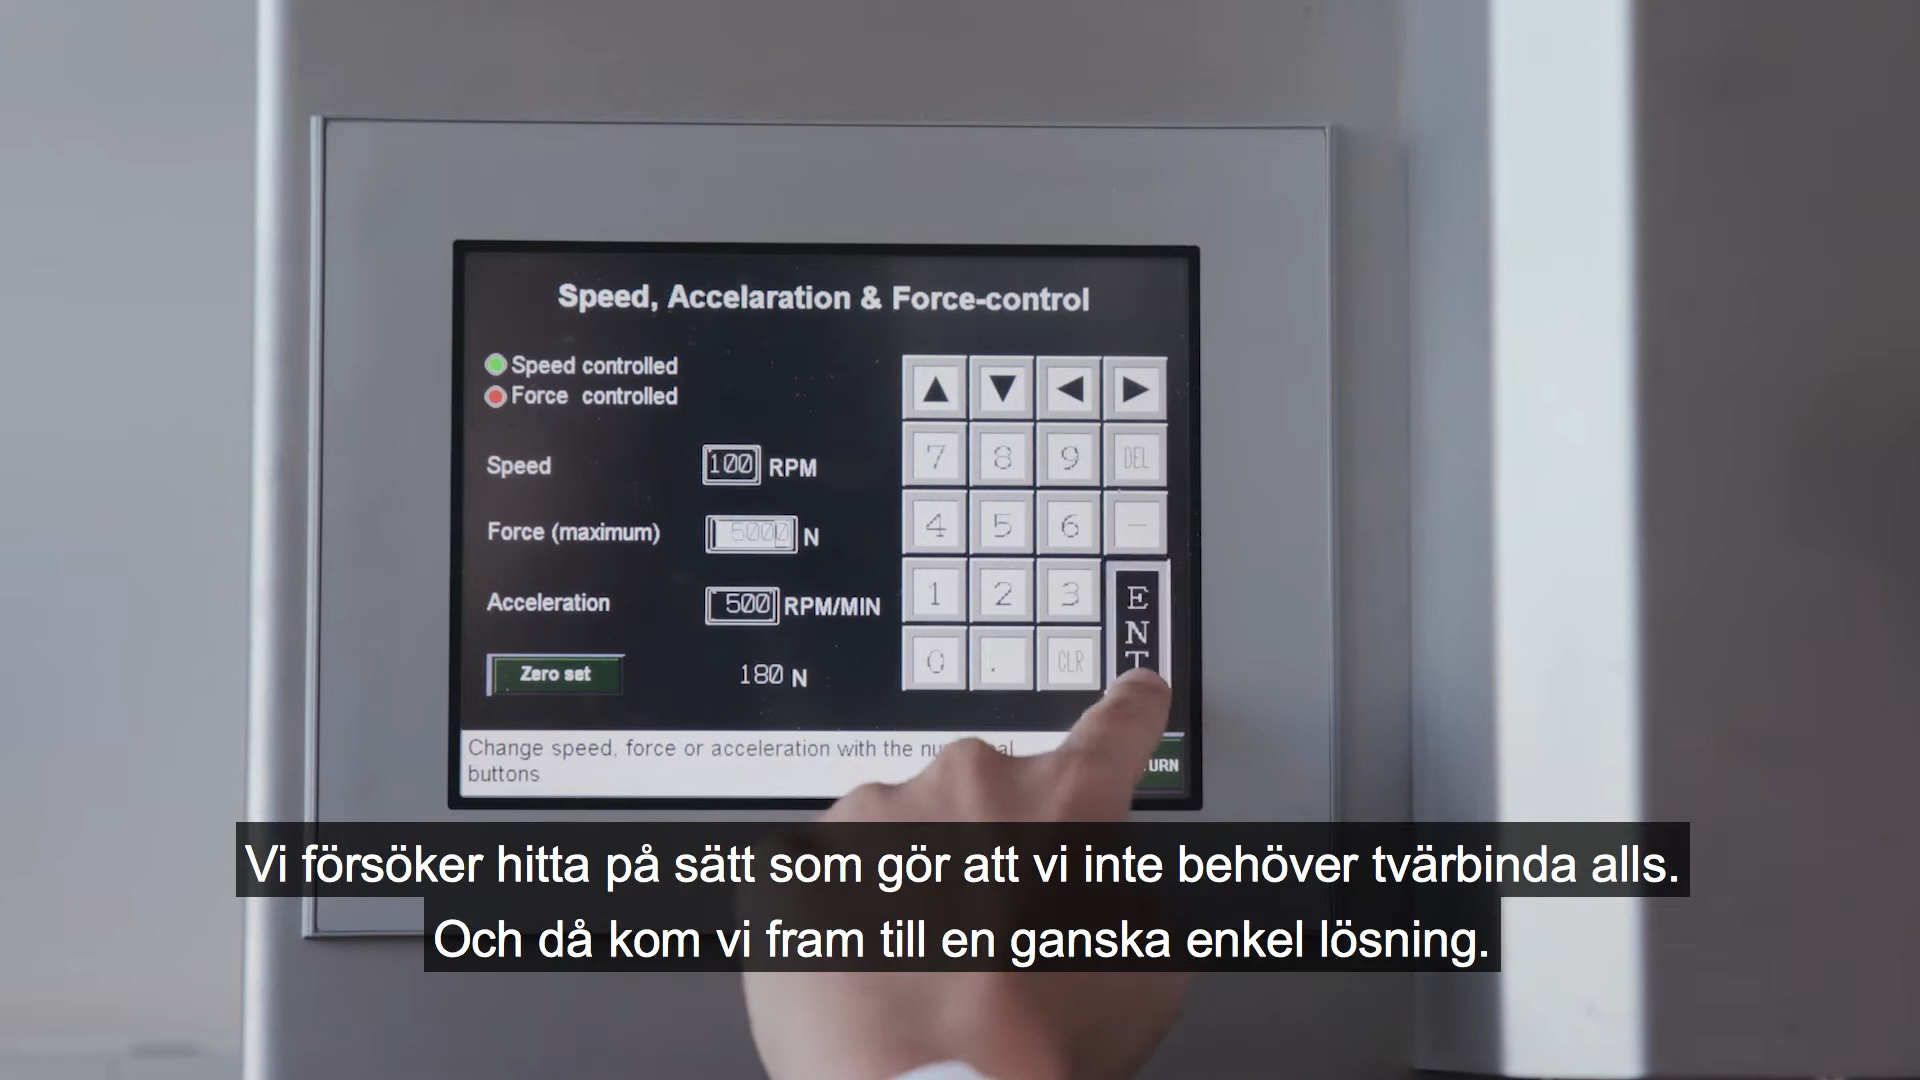 Speed, Accelaration & Force-control
Speed controlled
Force controlled
Speed 100 RPM
Force (maximum) 5000 N
Acceleration 500 RPM/MIN
Zero set 180 N
▲ ▼ ◀ ▶
7 8 9 DEL
4 5 6 -
1 2 3
0 . CLR
ENT
Change speed, force or acceleration with the
buttons
Vi försöker hitta på sätt som gör att vi inte behöver tvärbinda alls.
Och då kom vi fram till en ganska enkel lösning.